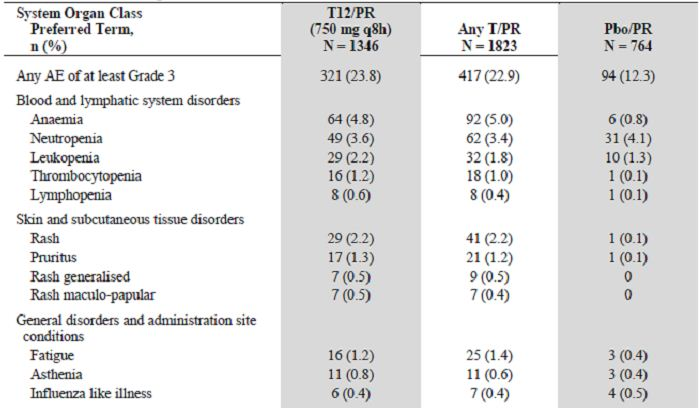 System Organ Class T12/PR
Preferred Term, (750 mg q8h) Any T/PR Pbo/PR
n (%) N = 1346 N = 1823 N = 764
Any AE of at least Grade 3 321 (23.8) 417 (22.9) 94 (12.3)
Blood and lymphatic system disorders
Anaemia 64 (4.8) 92 (5.0) 6 (0.8)
Neutropenia 49 (3.6) 62 (3.4) 31 (4.1)
Leukopenia 29 (2.2) 32 (1.8) 10 (1.3)
Thrombocytopenia 16 (1.2) 18 (1.0) 1 (0.1)
Lymphopenia 8 (0.6) 8 (0.4) 1 (0.1)
Skin and subcutaneous tissue disorders
Rash 29 (2.2) 41 (2.2) 1 (0.1)
Pruritus 17 (1.3) 21 (1.2) 1 (0.1)
Rash generalised 7 (0.5) 9 (0.5) 0
Rash maculo-papular 7 (0.5) 7 (0.4) 0
General disorders and administration site
conditions
Fatigue 16 (1.2) 25 (1.4) 3 (0.4)
Asthenia 11 (0.8) 11 (0.6) 3 (0.4)
Influenza like illness 6 (0.4) 7 (0.4) 4 (0.5)